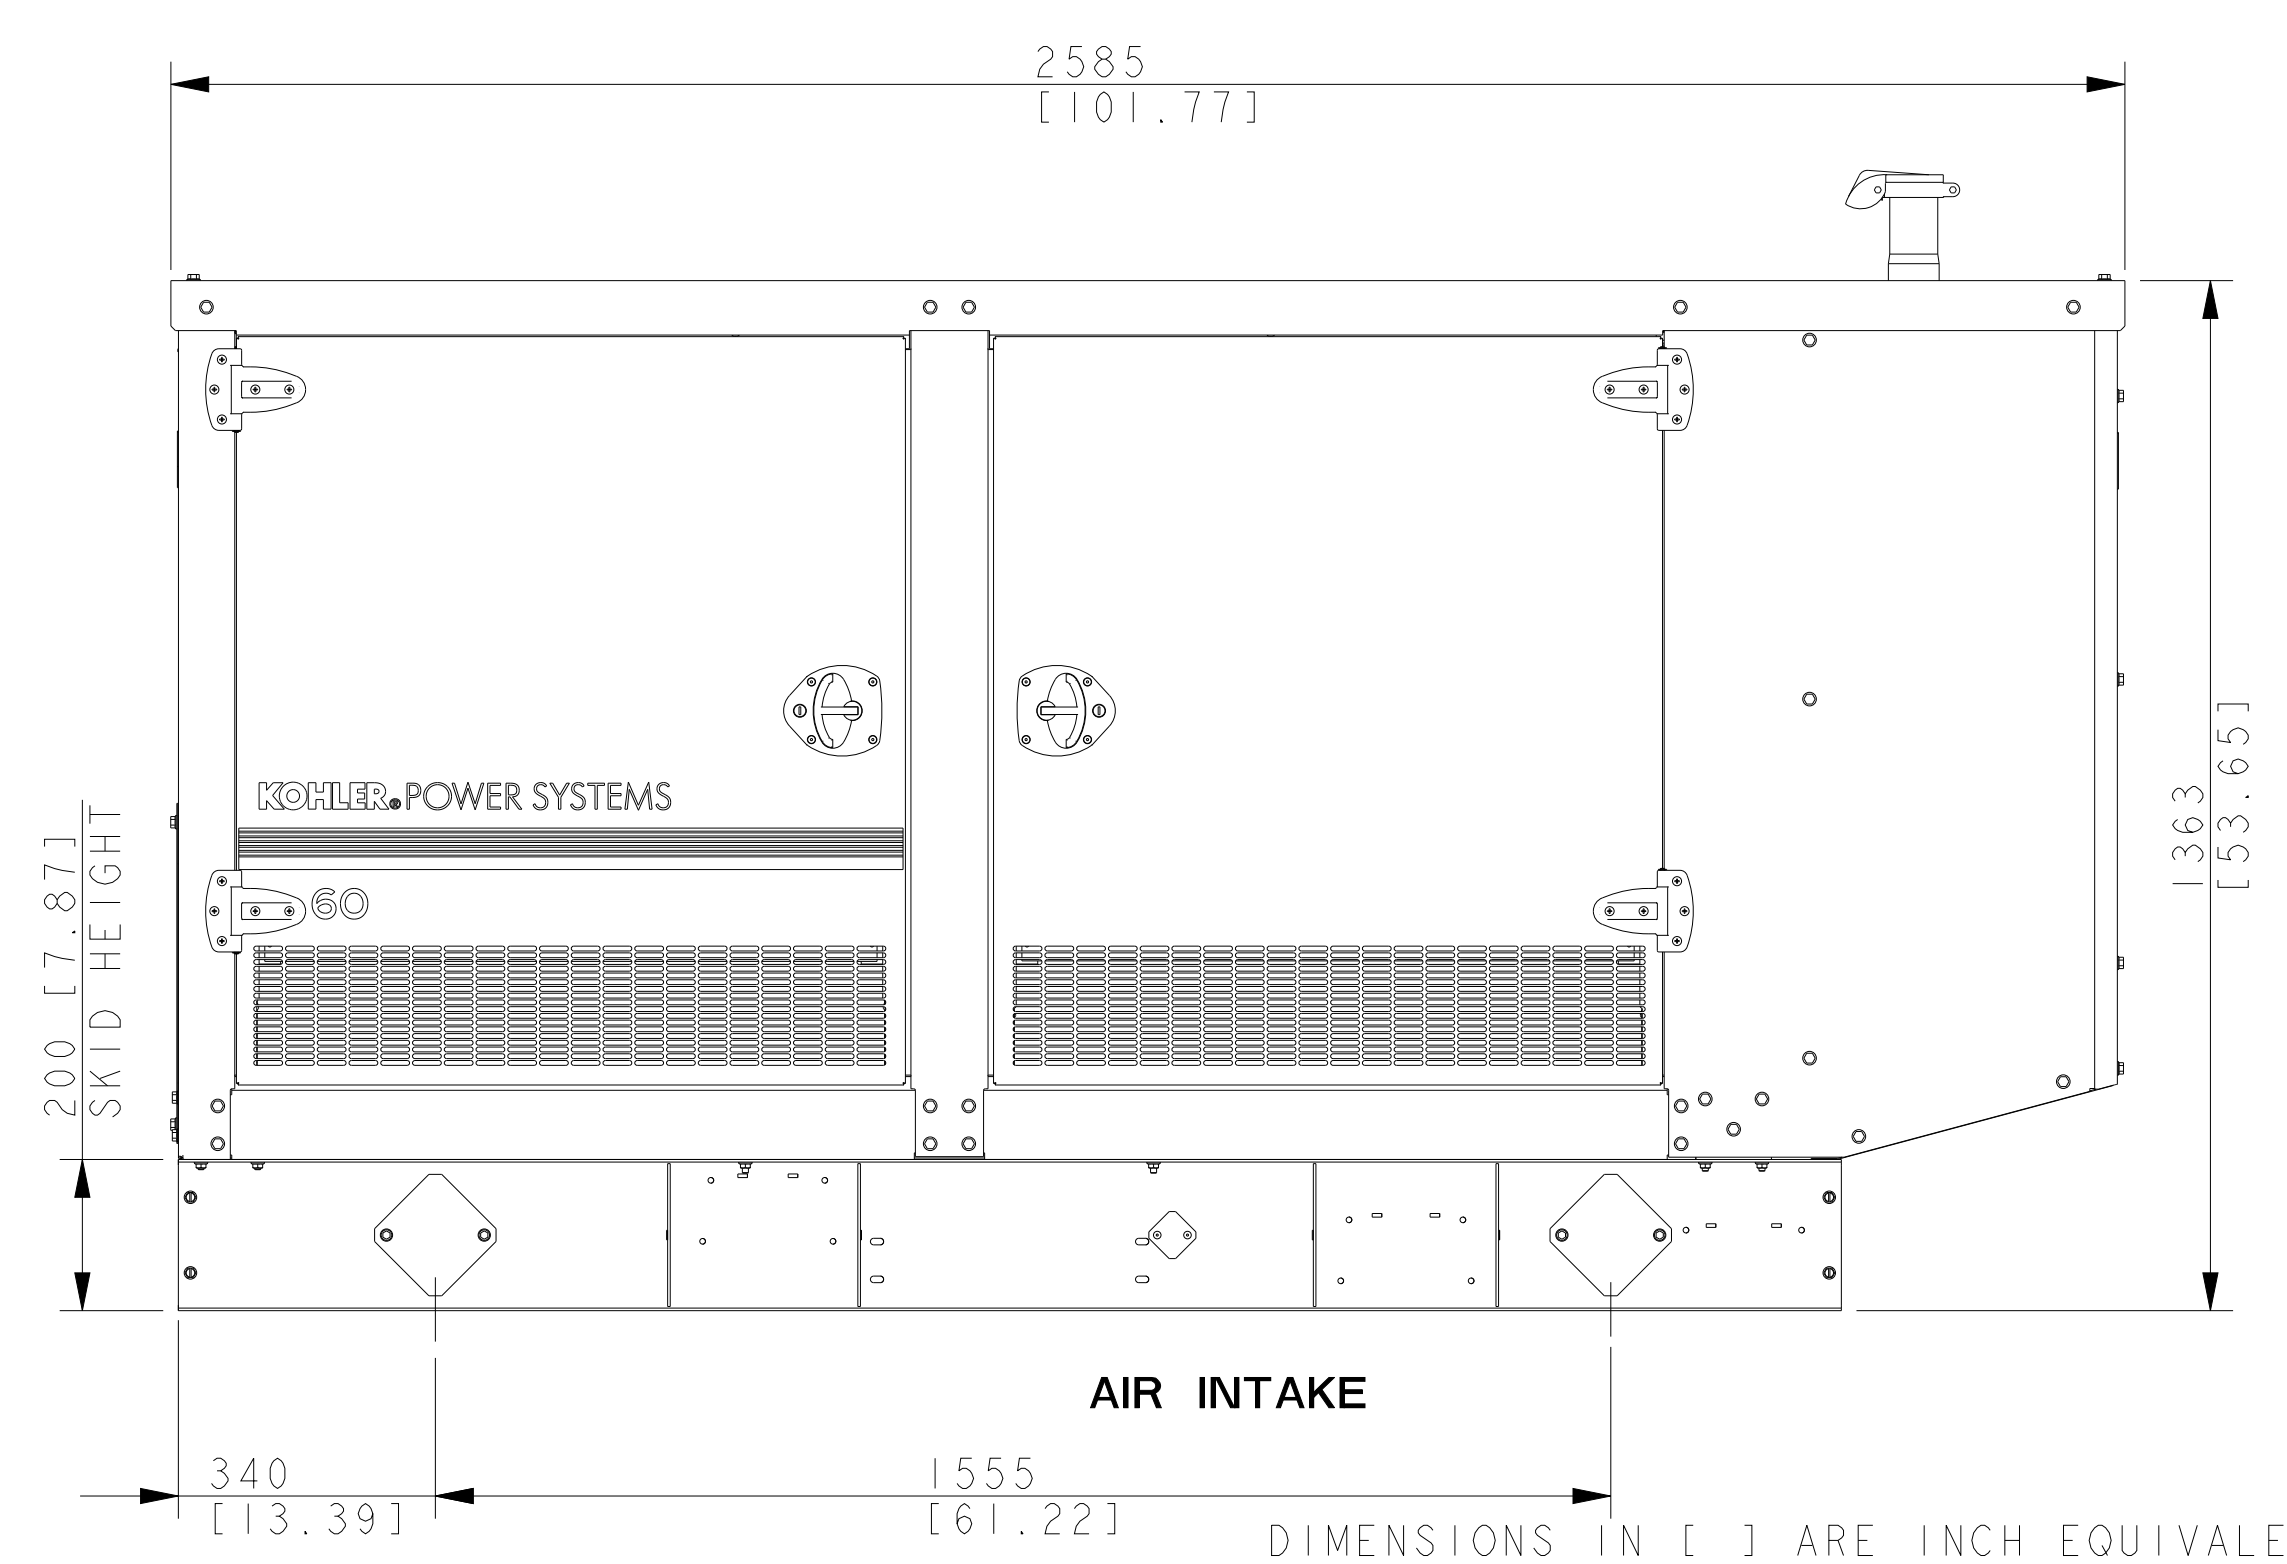 2585
[101.77]
KOHLER® POWER SYSTEMS
60
200 [7.87]
SKID HEIGHT
1363
[53.65]
AIR INTAKE
340
[13.39]
1555
[61.22]
DIMENSIONS IN [ ] ARE INCH EQUIVALE